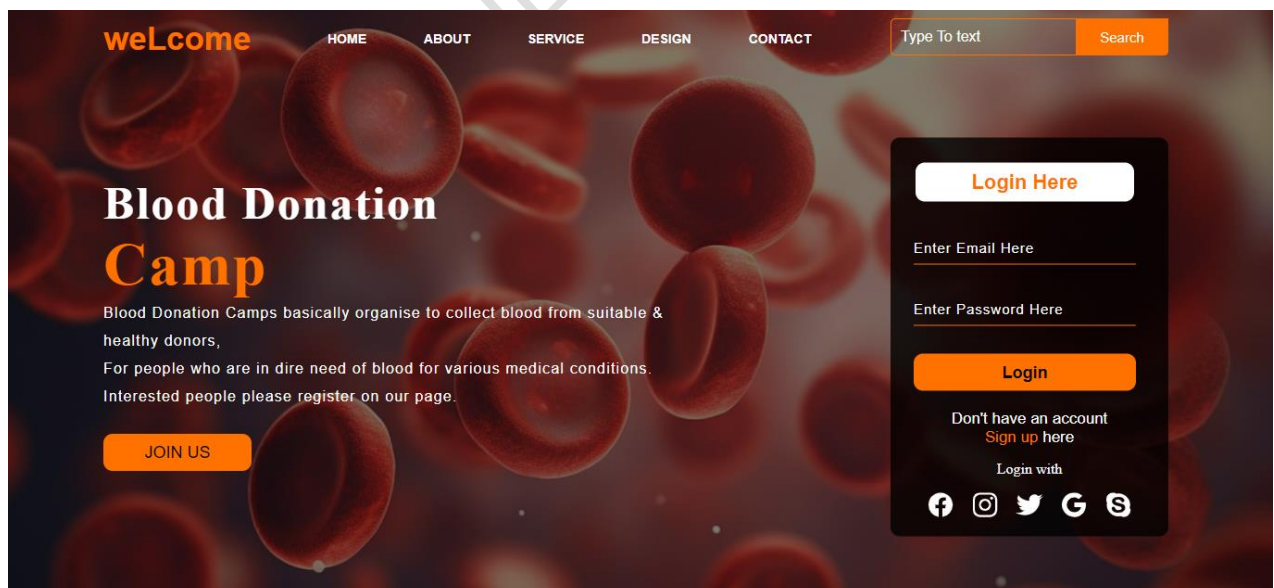 weLcome
HOME
ABOUT
SERVICE
DESIGN
CONTACT
Type To text
Search
Blood Donation
Camp
Blood Donation Camps basically organise to collect blood from suitable &
healthy donors,
For people who are in dire need of blood for various medical conditions.
Interested people please register on our page.
JOIN US
Login Here
Enter Email Here
Enter Password Here
Login
Don't have an account
Sign up here
Login with